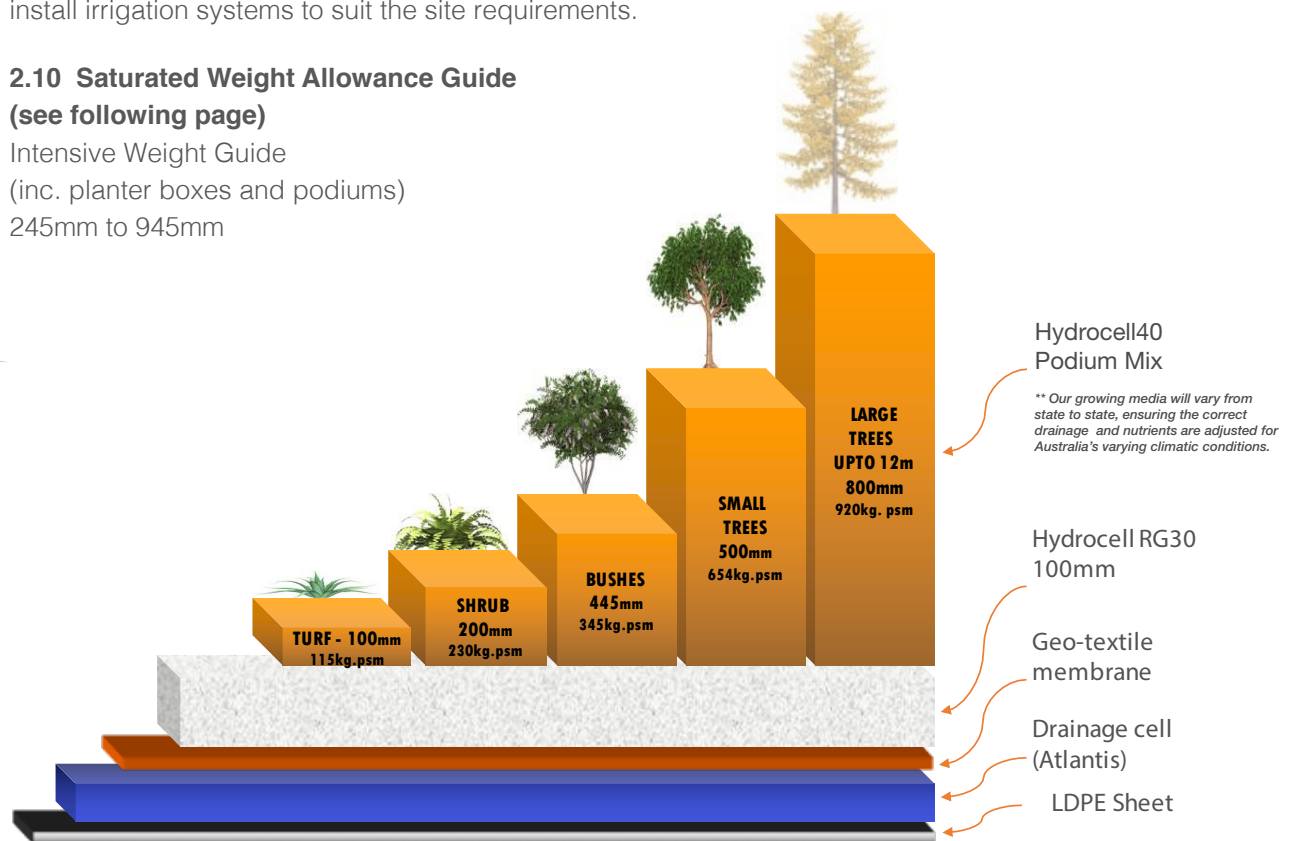 install irrigation systems to suit the site requirements.
2.10 Saturated Weight Allowance Guide
(see following page)
Intensive Weight Guide
(inc. planter boxes and podiums)
245mm to 945mm
TURF - 100mm
115kg.psm
SHRUB
200mm
230kg.psm
BUSHES
445mm
345kg.psm
SMALL
TREES
500mm
654kg.psm
LARGE
TREES
UPTO 12m
800mm
920kg. psm
Hydrocell40
Podium Mix
** Our growing media will vary from
state to state, ensuring the correct
drainage and nutrients are adjusted for
Australia's varying climatic conditions.
Hydrocell RG30
100mm
Geo-textile
membrane
Drainage cell
(Atlantis)
LDPE Sheet